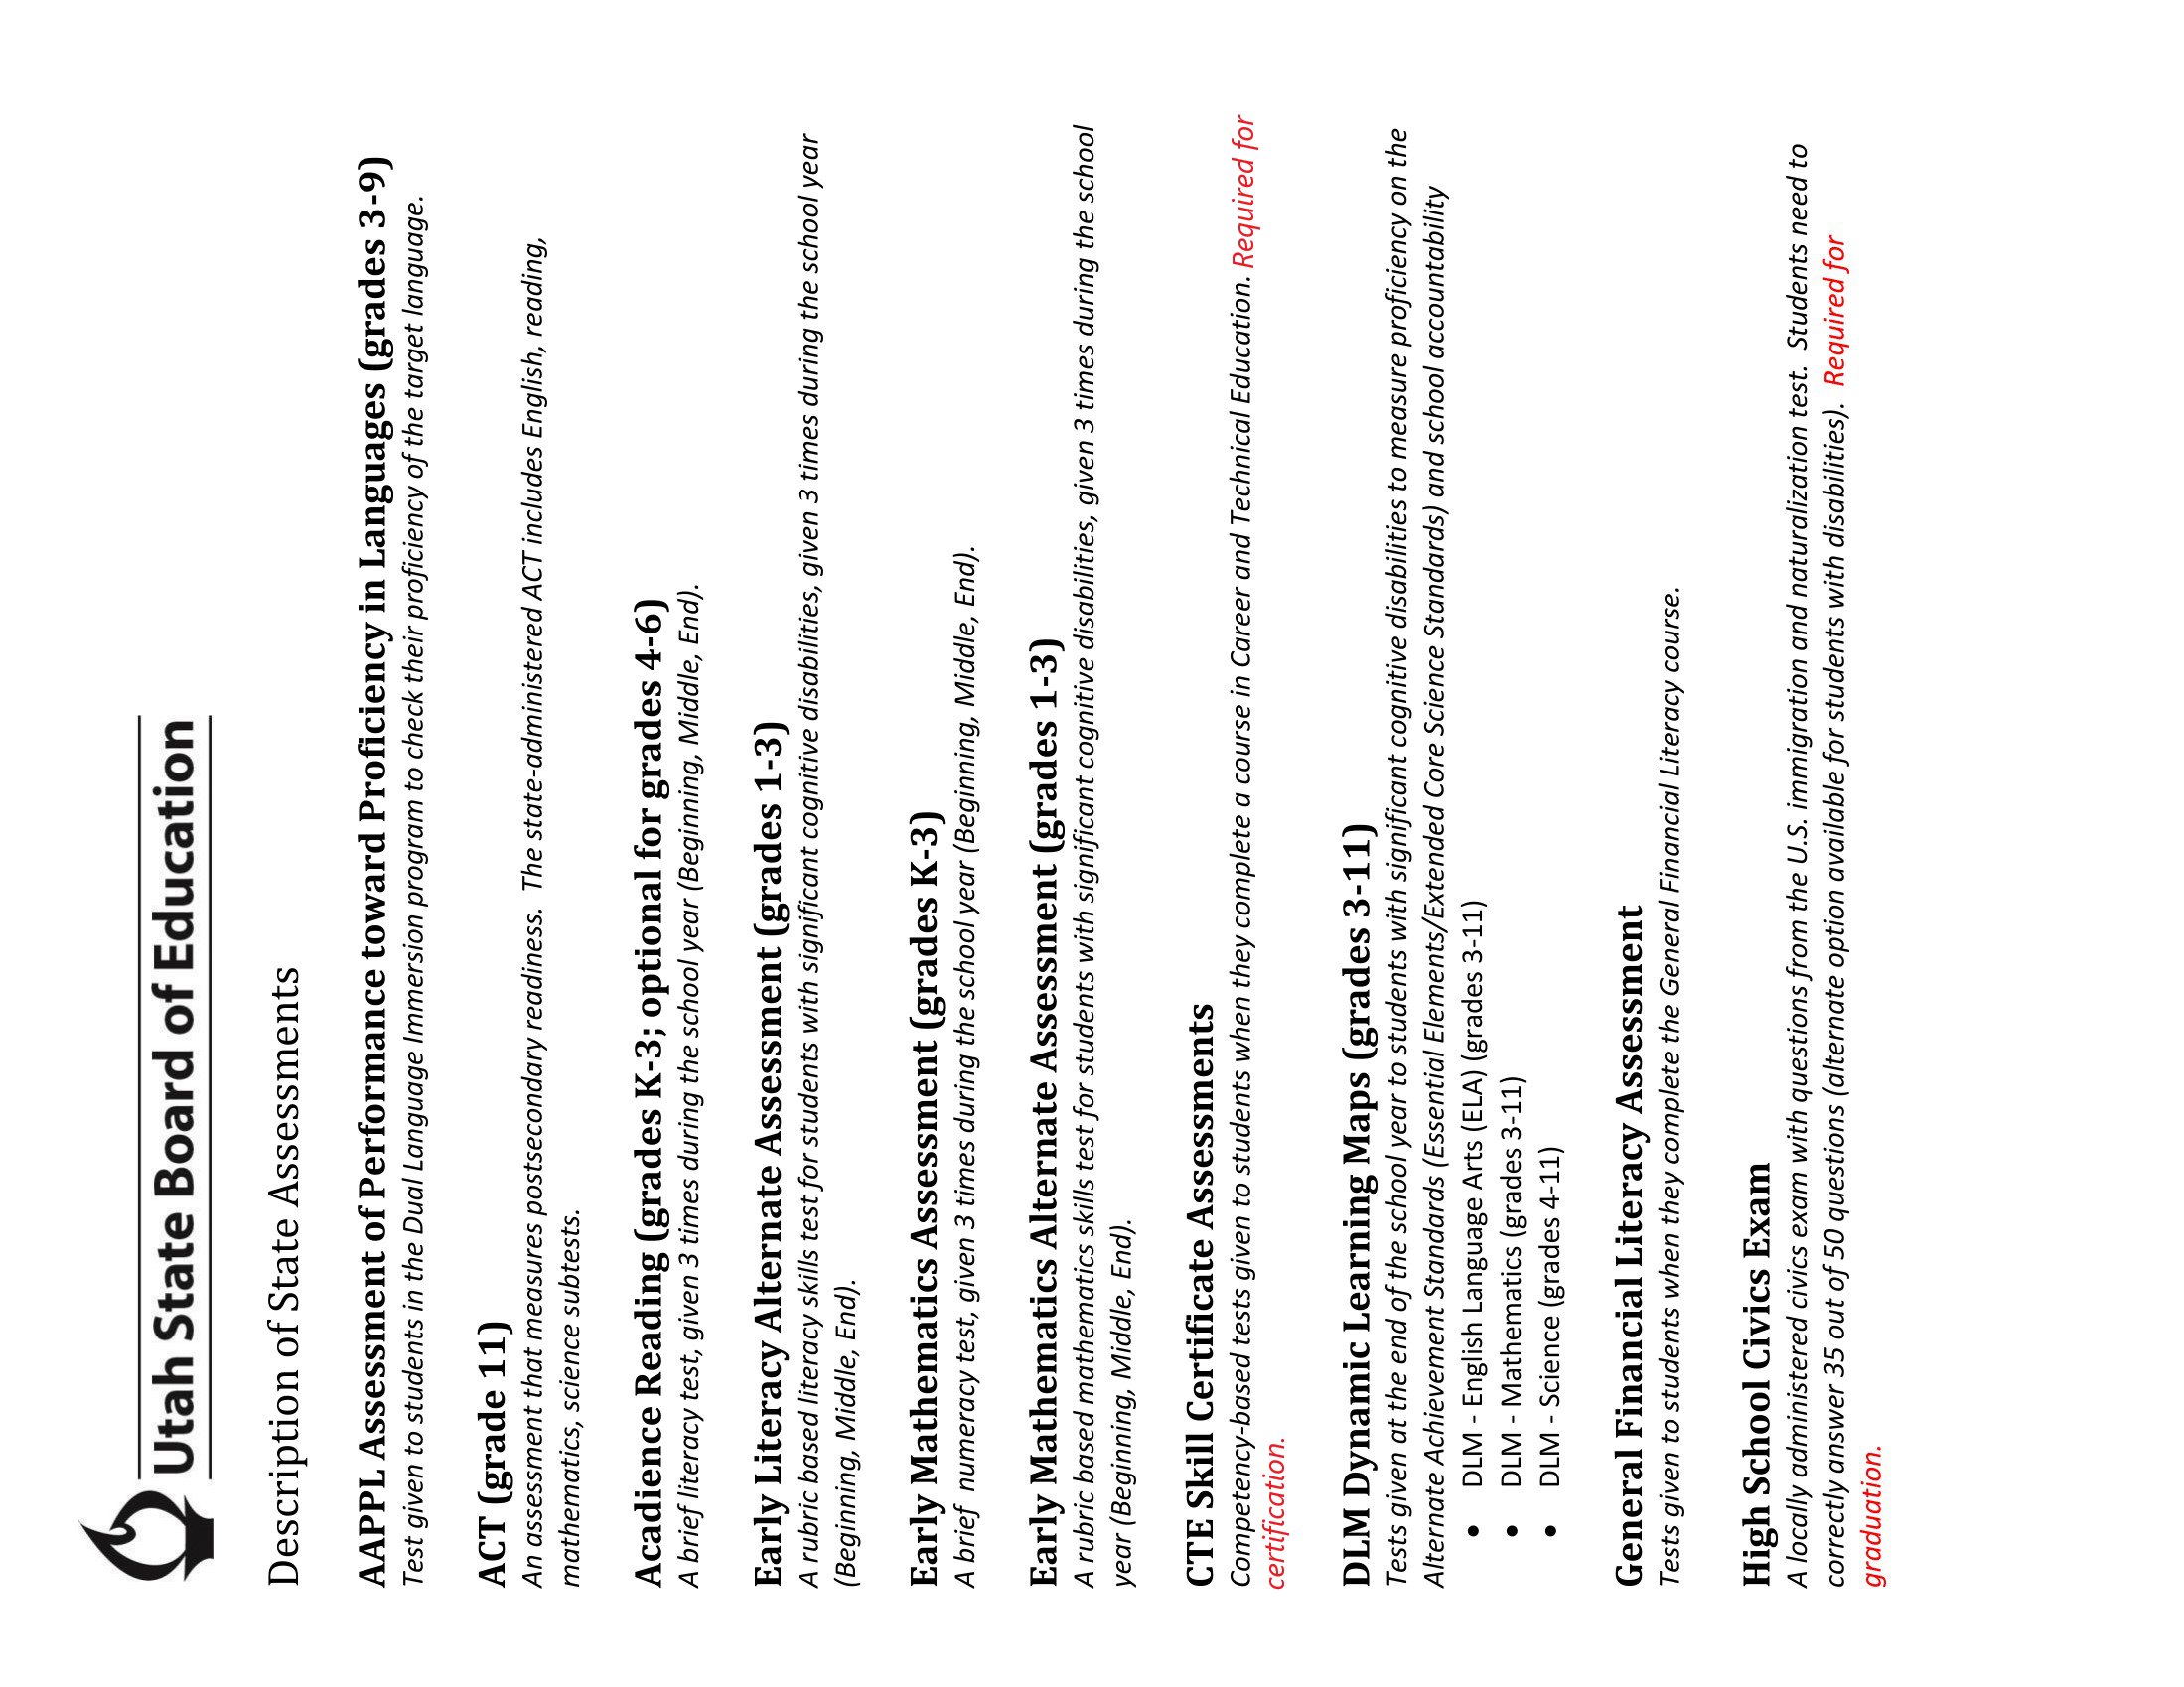 Utah State Board of Education
Description of State Assessments
AAPPL Assessment of Performance toward Proficiency in Languages (grades 3-9)
Test given to students in the Dual Language Immersion program to check their proficiency of the target language.
ACT (grade 11)
An assessment that measures postsecondary readiness.  The state-administered ACT includes English, reading,
mathematics, science subtests.
Acadience Reading (grades K-3; optional for grades 4-6)
A brief literacy test, given 3 times during the school year (Beginning, Middle, End).
Early Literacy Alternate Assessment (grades 1-3)
A rubric based literacy skills test for students with significant cognitive disabilities, given 3 times during the school year
(Beginning, Middle, End).
Early Mathematics Assessment (grades K-3)
A brief  numeracy test, given 3 times during the school year (Beginning, Middle, End).
Early Mathematics Alternate Assessment (grades 1-3)
A rubric based mathematics skills test for students with significant cognitive disabilities, given 3 times during the school
year (Beginning, Middle, End).
CTE Skill Certificate Assessments
Competency-based tests given to students when they complete a course in Career and Technical Education. Required for
certification.
DLM Dynamic Learning Maps (grades 3-11)
Tests given at the end of the school year to students with significant cognitive disabilities to measure proficiency on the
Alternate Achievement Standards (Essential Elements/Extended Core Science Standards) and school accountability
• DLM - English Language Arts (ELA) (grades 3-11)
• DLM - Mathematics (grades 3-11)
• DLM - Science (grades 4-11)
General Financial Literacy Assessment
Tests given to students when they complete the General Financial Literacy course.
High School Civics Exam
A locally administered civics exam with questions from the U.S. immigration and naturalization test.  Students need to
correctly answer 35 out of 50 questions (alternate option available for students with disabilities).  Required for
graduation.